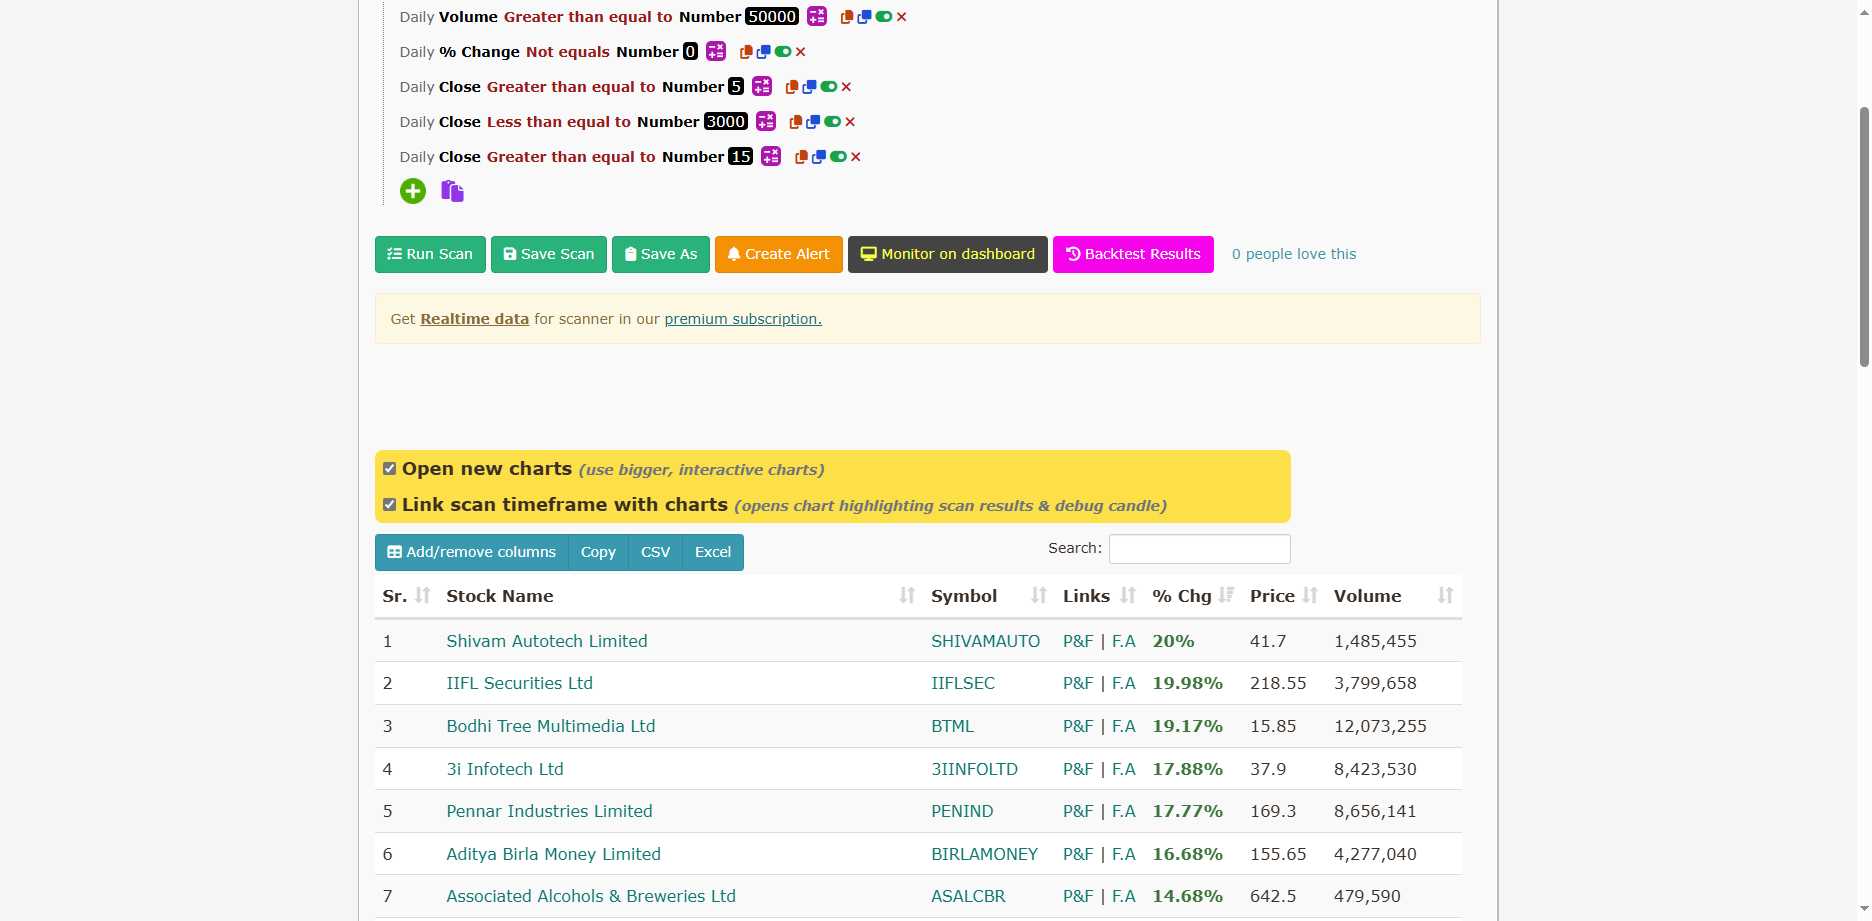 Daily Volume Greater than equal to Number 50000
Daily % Change Not equals Number 0
Daily Close Greater than equal to Number 5
Daily Close Less than equal to Number 3000
Daily Close Greater than equal to Number 15
Run Scan Save Scan Save As Create Alert Monitor on dashboard Backtest Results 0 people love this
Get Realtime data for scanner in our premium subscription.
Open new charts (use bigger, interactive charts)
Link scan timeframe with charts (opens chart highlighting scan results & debug candle)
Add/remove columns Copy CSV Excel Search:
Sr. Stock Name Symbol Links % Chg Price Volume
1 Shivam Autotech Limited SHIVAMAUTO P&F | F.A 20% 41.7 1,485,455
2 IIFL Securities Ltd IIFLSEC P&F | F.A 19.98% 218.55 3,799,658
3 Bodhi Tree Multimedia Ltd BTML P&F | F.A 19.17% 15.85 12,073,255
4 3i Infotech Ltd 3IINFOLTD P&F | F.A 17.88% 37.9 8,423,530
5 Pennar Industries Limited PENIND P&F | F.A 17.77% 169.3 8,656,141
6 Aditya Birla Money Limited BIRLAMONEY P&F | F.A 16.68% 155.65 4,277,040
7 Associated Alcohols & Breweries Ltd ASALCBR P&F | F.A 14.68% 642.5 479,590